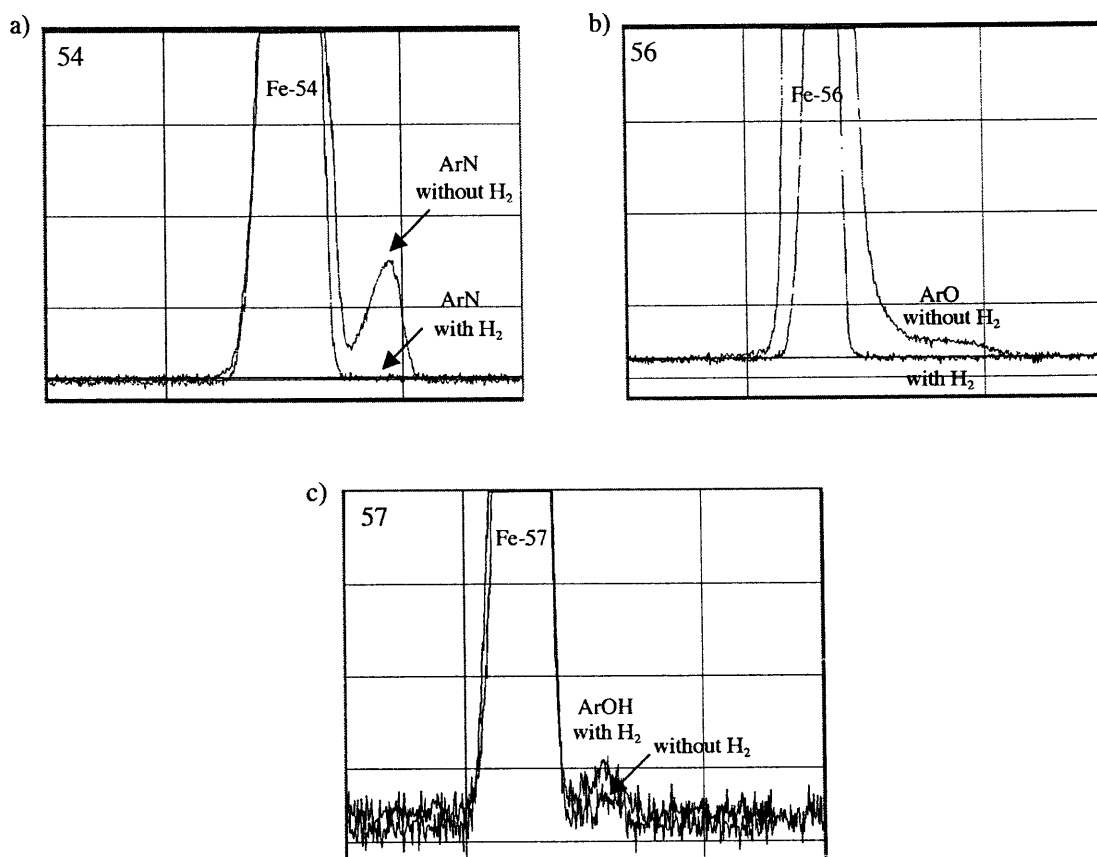 a)
54
Fe-54
ArN
without H₂
ArN
with H₂
b)
56
Fe-56
ArO
without H₂
with H₂
c)
57
Fe-57
ArOH
with H₂
without H₂